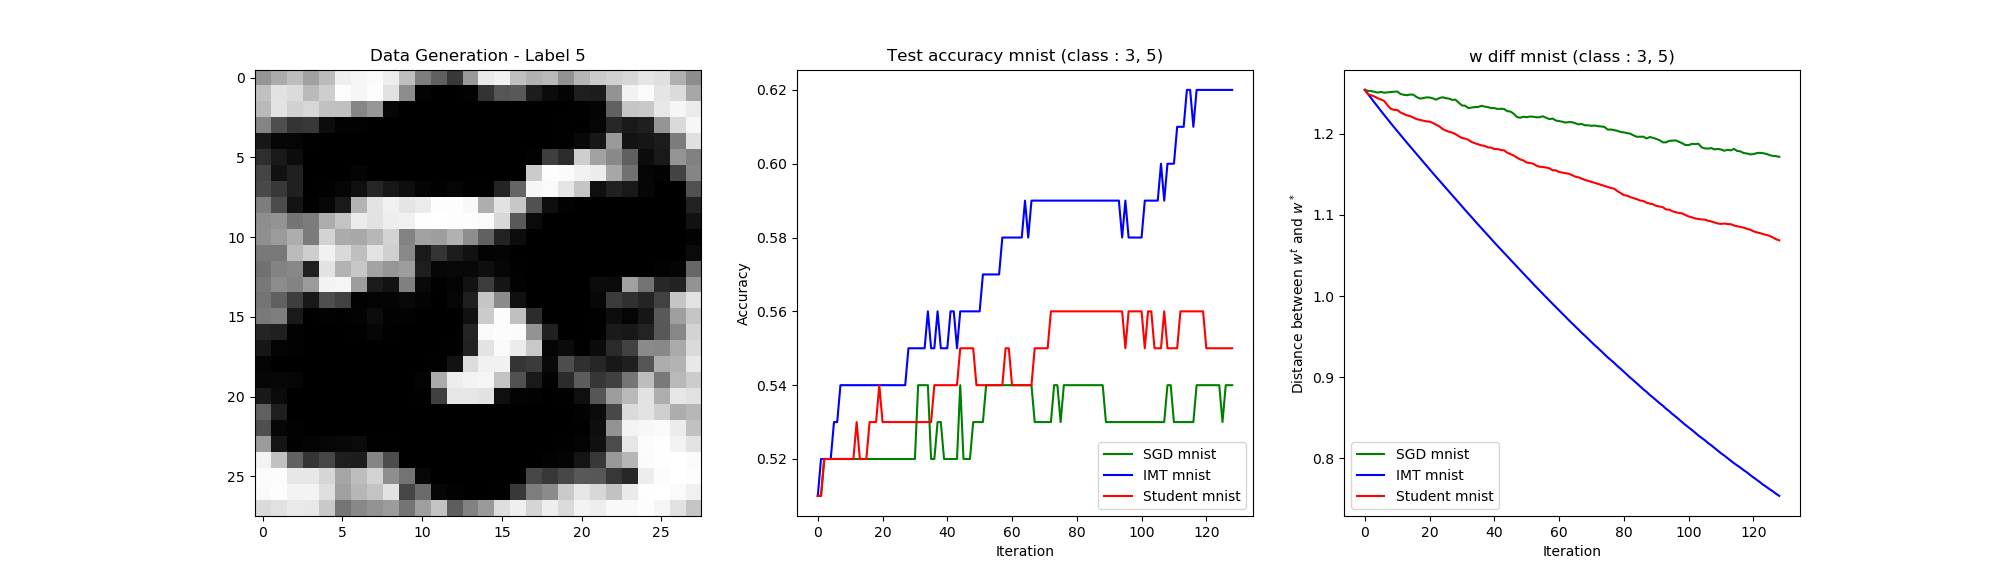 Data Generation - Label 5
0
5
10
15
20
25
0 5 10 15 20 25
Test accuracy mnist (class : 3, 5)
Accuracy
0.62
0.60
0.58
0.56
0.54
0.52
SGD mnist
IMT mnist
Student mnist
0 20 40 60 80 100 120
Iteration
w diff mnist (class : 3, 5)
Distance between w^t and w^*
1.2
1.1
1.0
0.9
0.8
SGD mnist
IMT mnist
Student mnist
0 20 40 60 80 100 120
Iteration